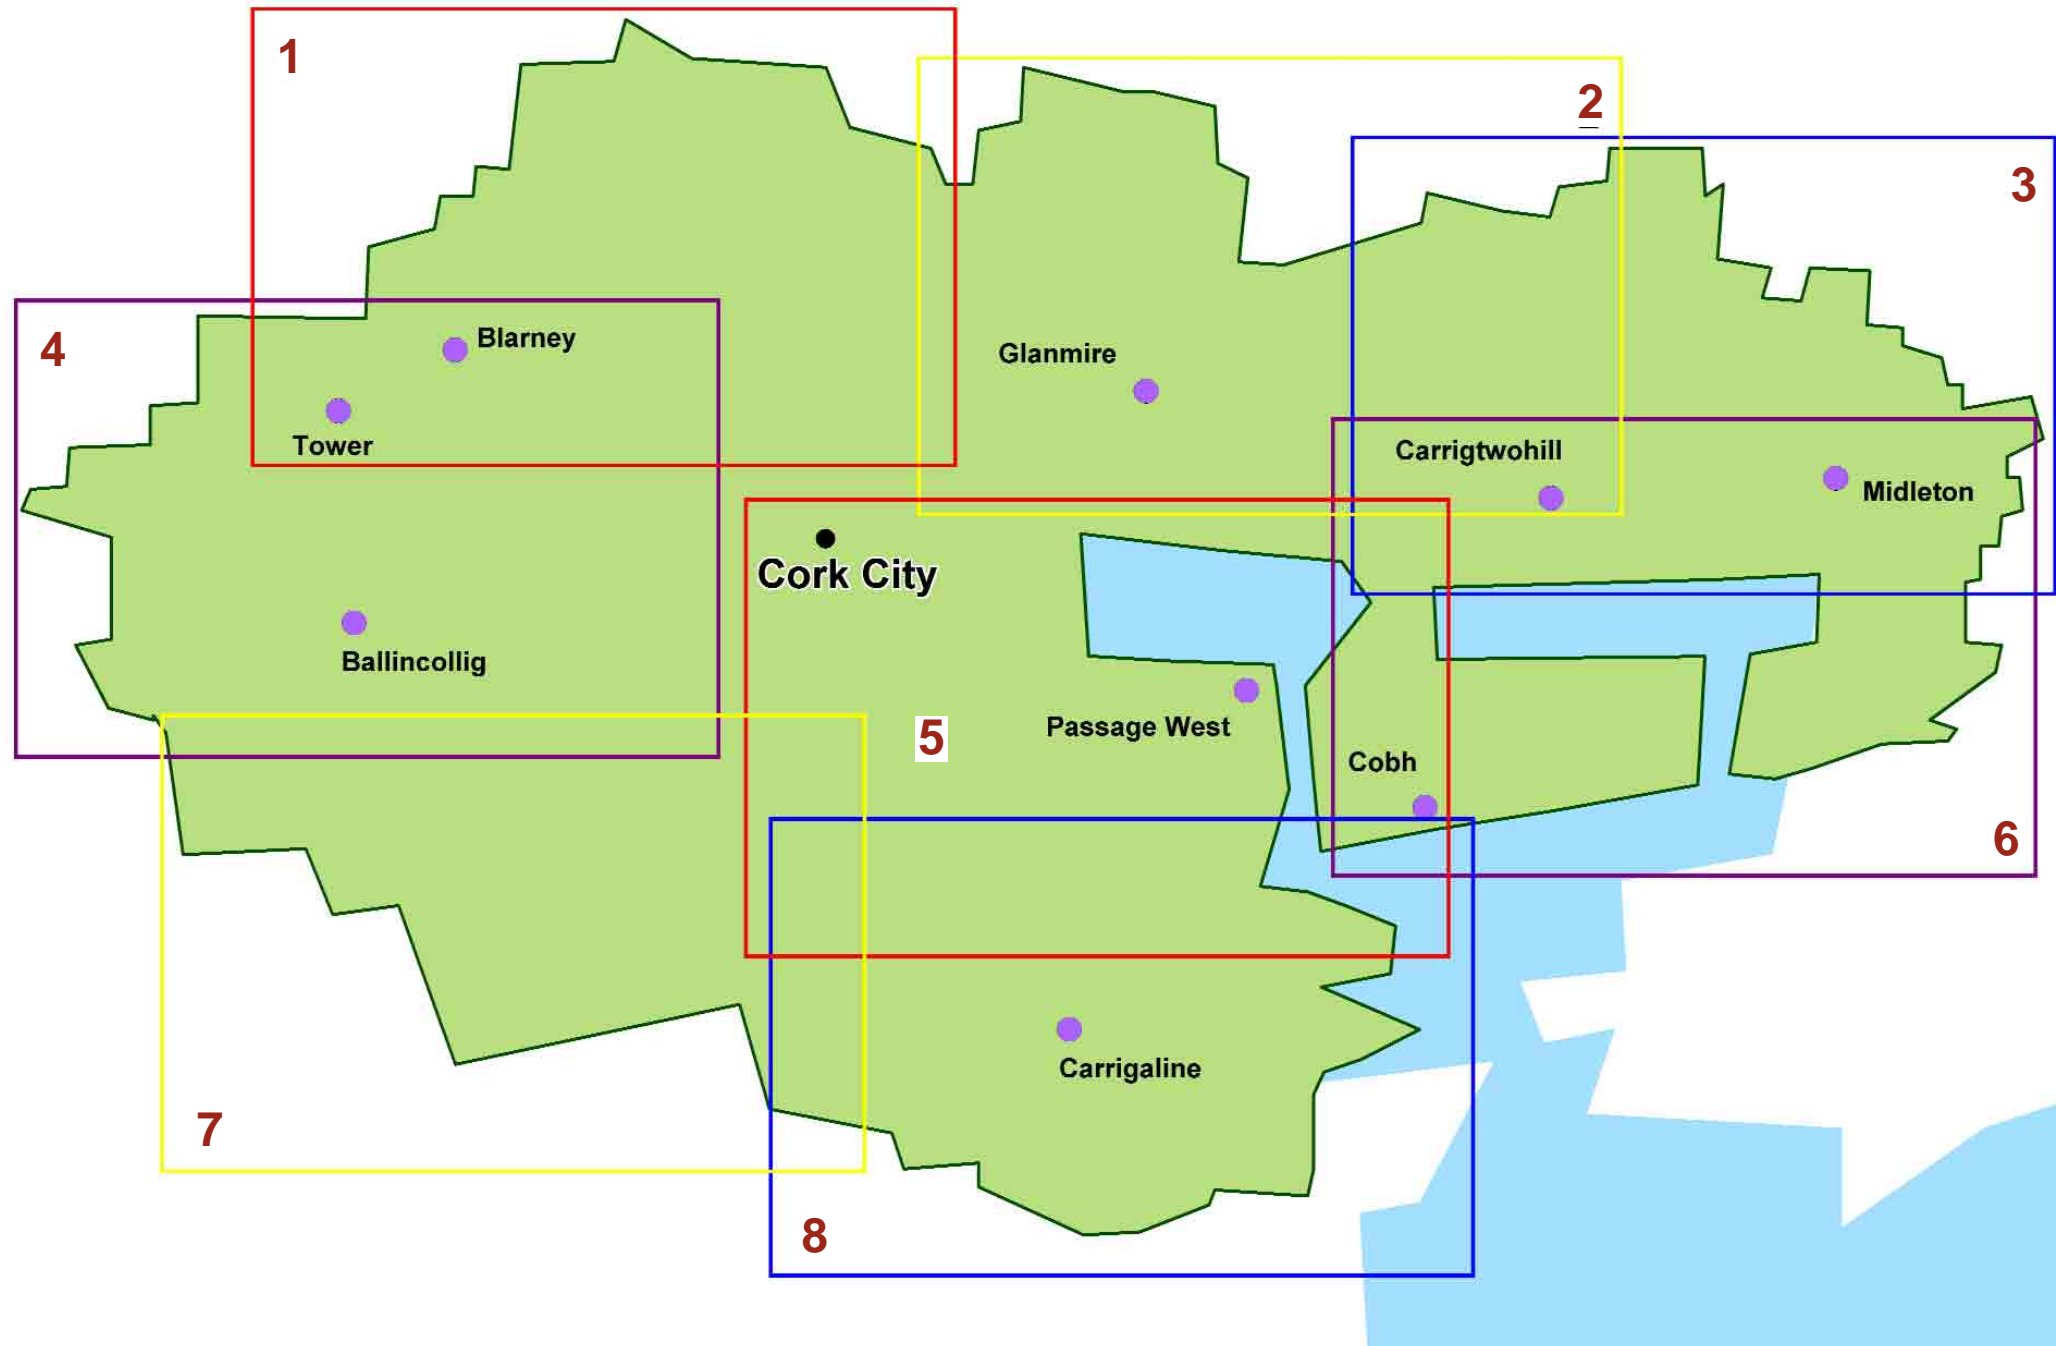 1
2
3
4
Blarney
Glanmire
Tower
Carrigtwohill
Midleton
Cork City
Ballincollig
Passage West
5
Cobh
6
Carrigaline
7
8